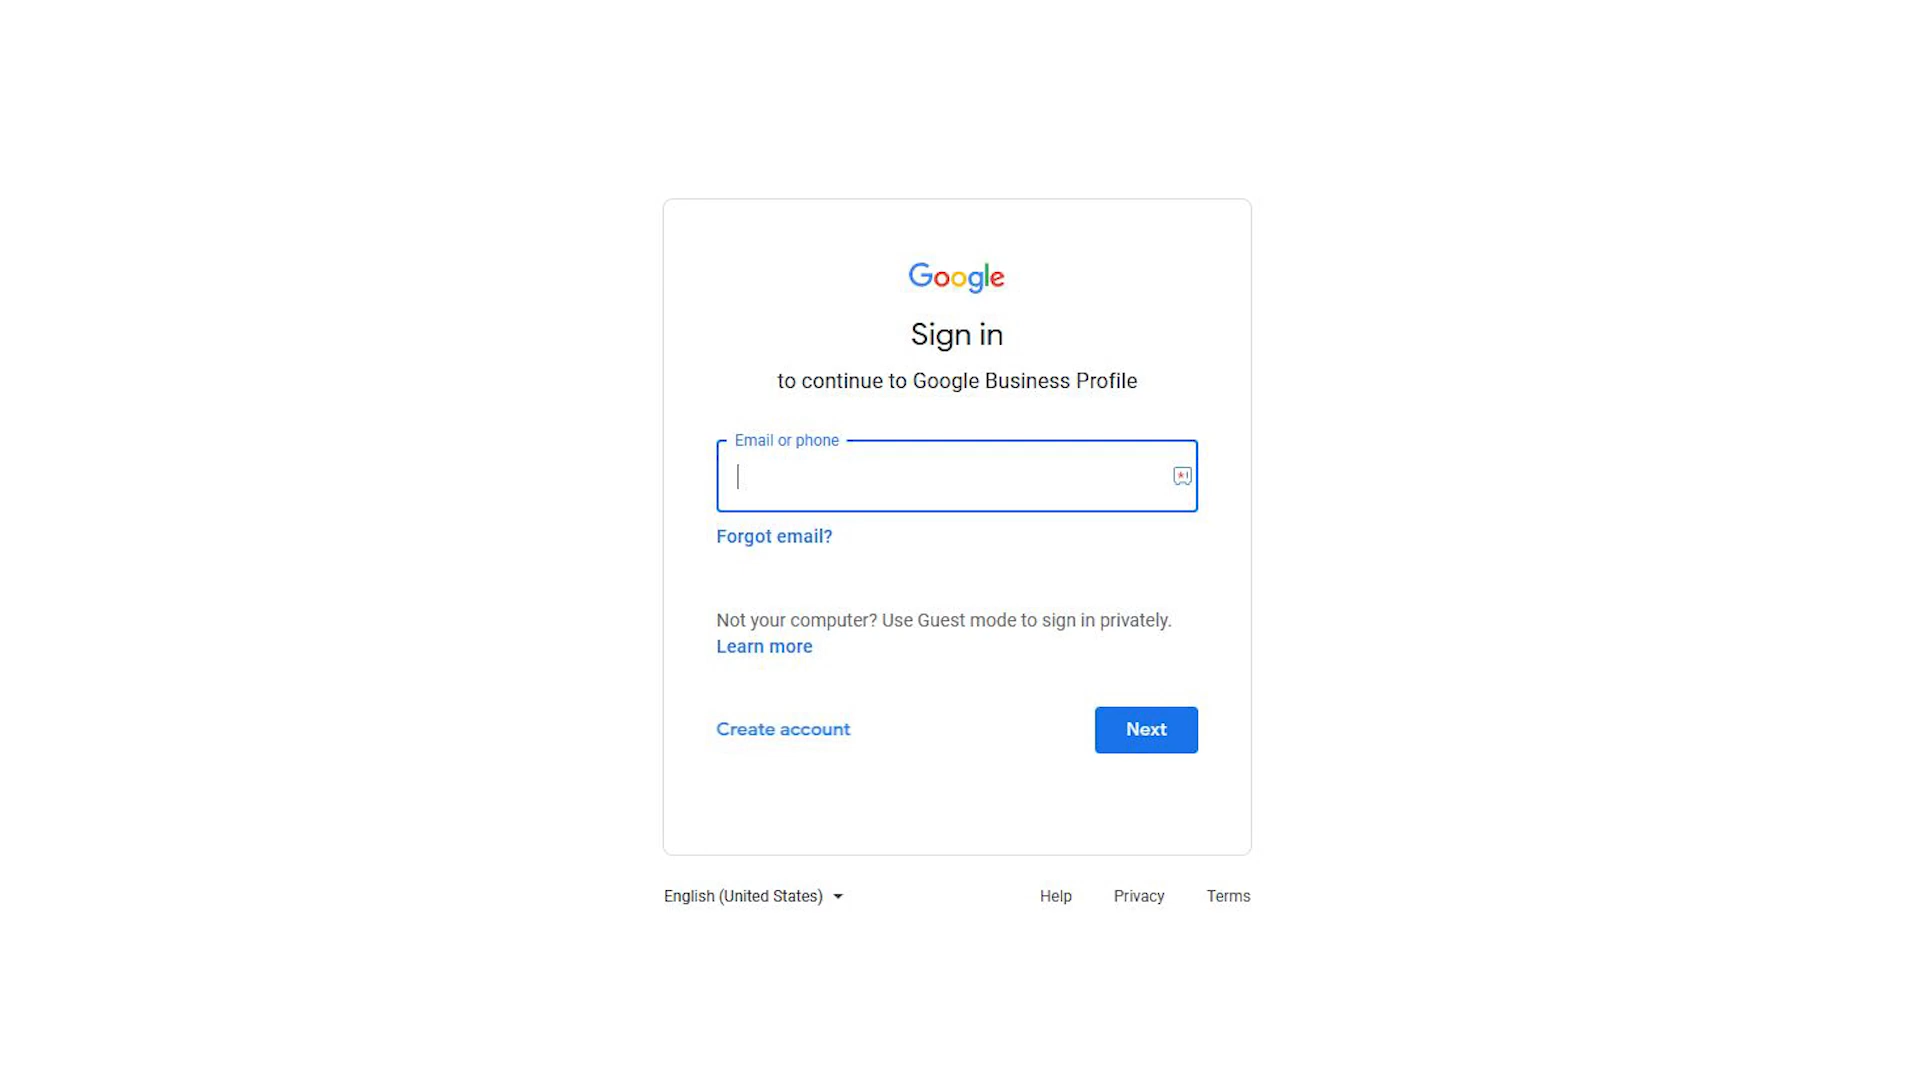 Google
Sign in
to continue to Google Business Profile
Email or phone
Forgot email?
Not your computer? Use Guest mode to sign in privately.
Learn more
Create account
Next
English (United States)
Help Privacy Terms